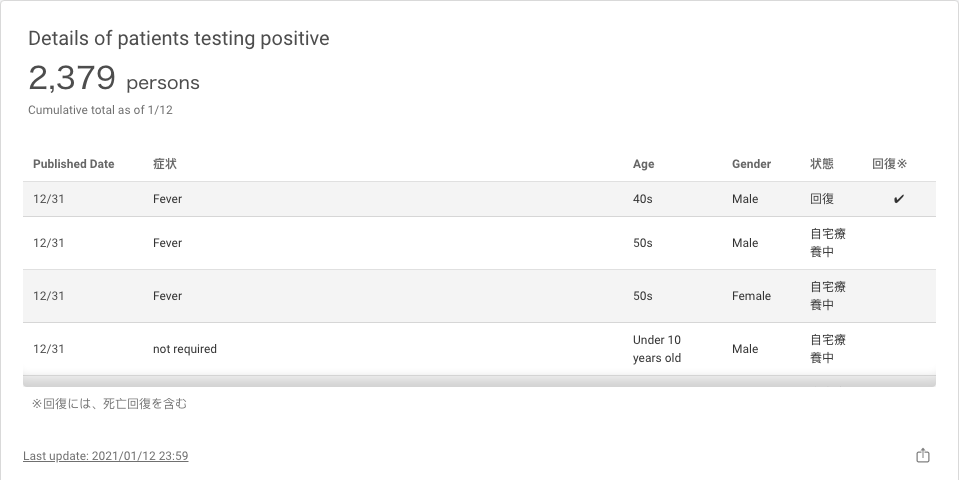 Details of patients testing positive
2,379 persons
Cumulative total as of 1/12
Published Date 症状 Age Gender 状態 回復※
12/31 Fever 40s Male 回復 ✔
12/31 Fever 50s Male 自宅療
養中
12/31 Fever 50s Female 自宅療
養中
12/31 not required Under 10 Male 自宅療
years old 養中
※回復には、死亡回復を含む
Last update: 2021/01/12 23:59